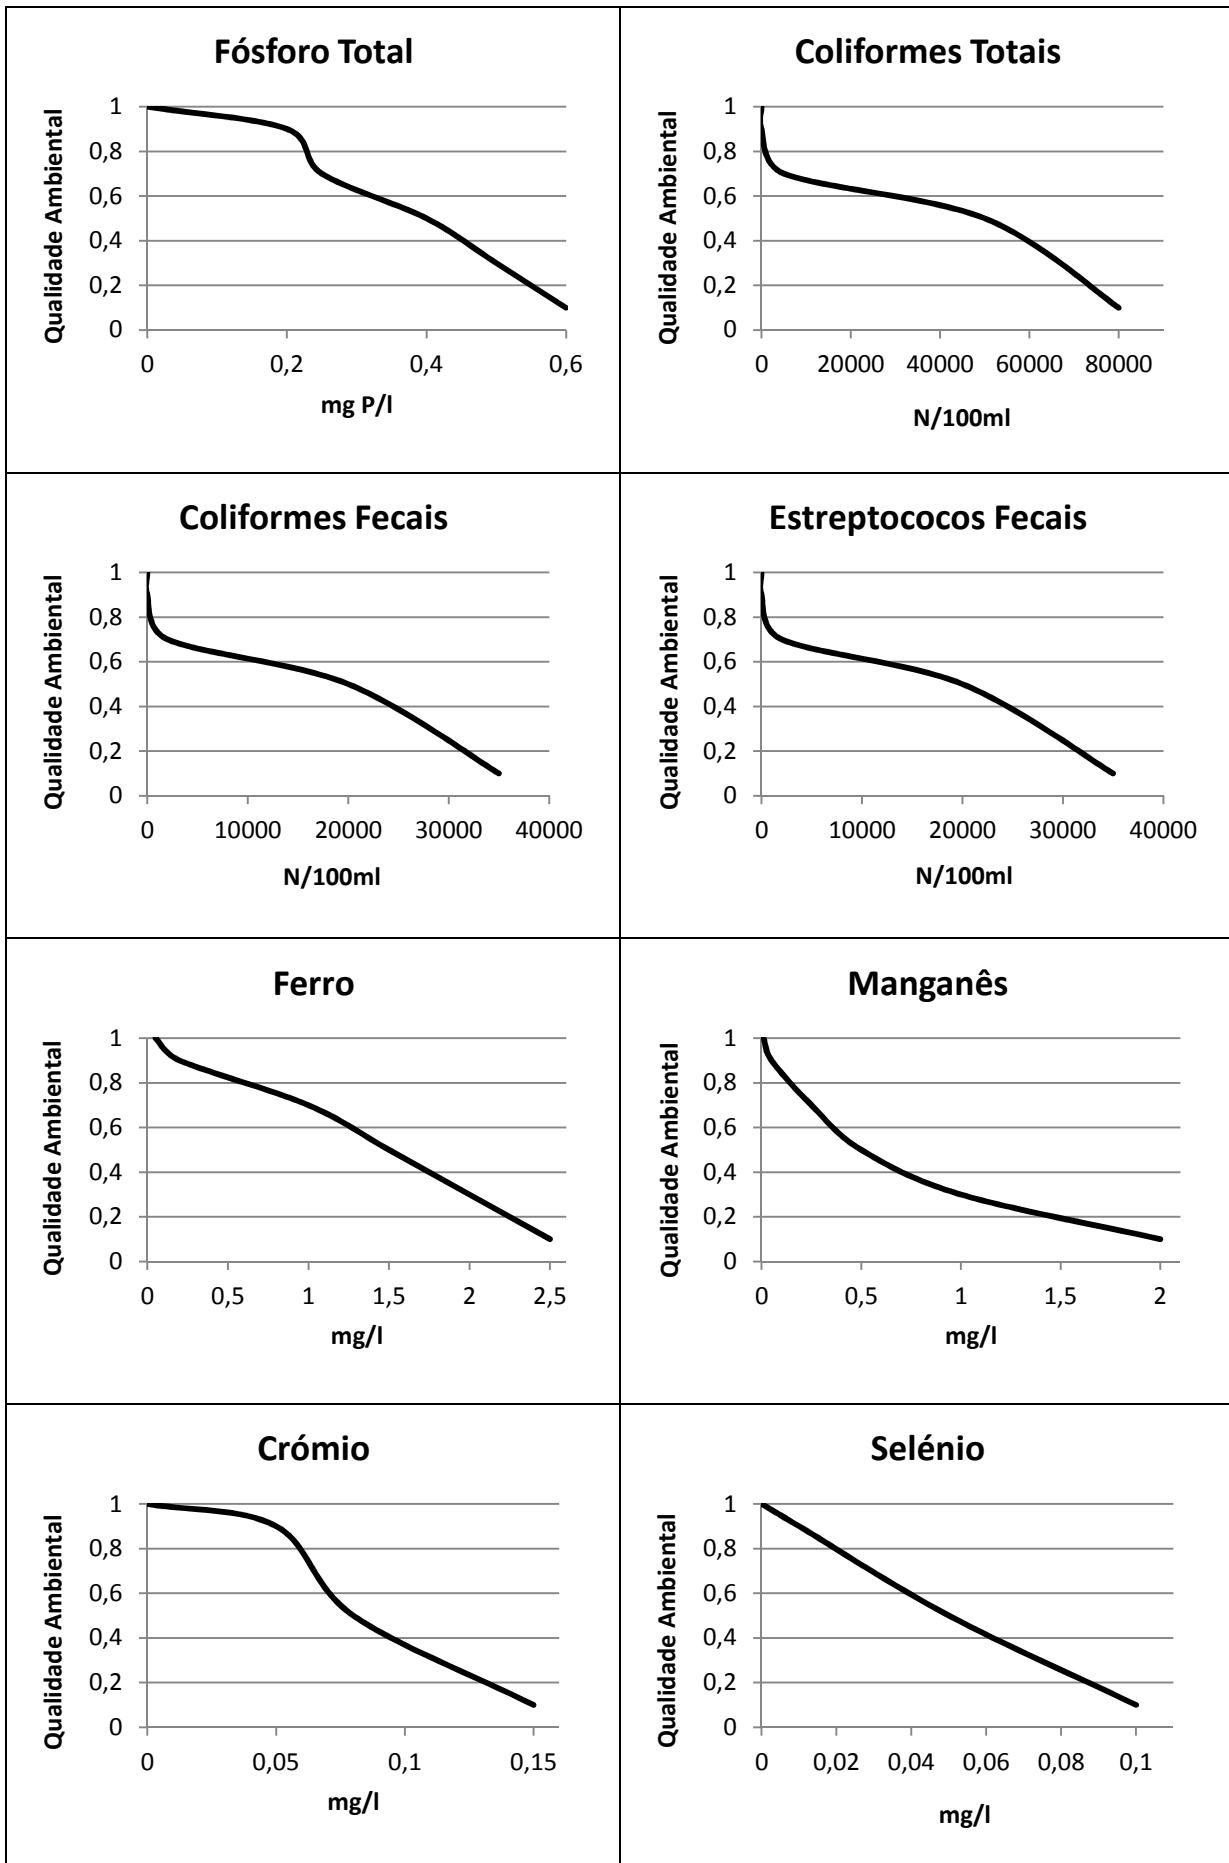 Fósforo Total
Qualidade Ambiental
1
0,8
0,6
0,4
0,2
0
0 0,2 0,4 0,6
mg P/l
Coliformes Totais
Qualidade Ambiental
1
0,8
0,6
0,4
0,2
0
0 20000 40000 60000 80000
N/100ml
Coliformes Fecais
Qualidade Ambiental
1
0,8
0,6
0,4
0,2
0
0 10000 20000 30000 40000
N/100ml
Estreptococos Fecais
Qualidade Ambiental
1
0,8
0,6
0,4
0,2
0
0 10000 20000 30000 40000
N/100ml
Ferro
Qualidade Ambiental
1
0,8
0,6
0,4
0,2
0
0 0,5 1 1,5 2 2,5
mg/l
Manganês
Qualidade Ambiental
1
0,8
0,6
0,4
0,2
0
0 0,5 1 1,5 2
mg/l
Crómio
Qualidade Ambiental
1
0,8
0,6
0,4
0,2
0
0 0,05 0,1 0,15
mg/l
Selénio
Qualidade Ambiental
1
0,8
0,6
0,4
0,2
0
0 0,02 0,04 0,06 0,08 0,1
mg/l